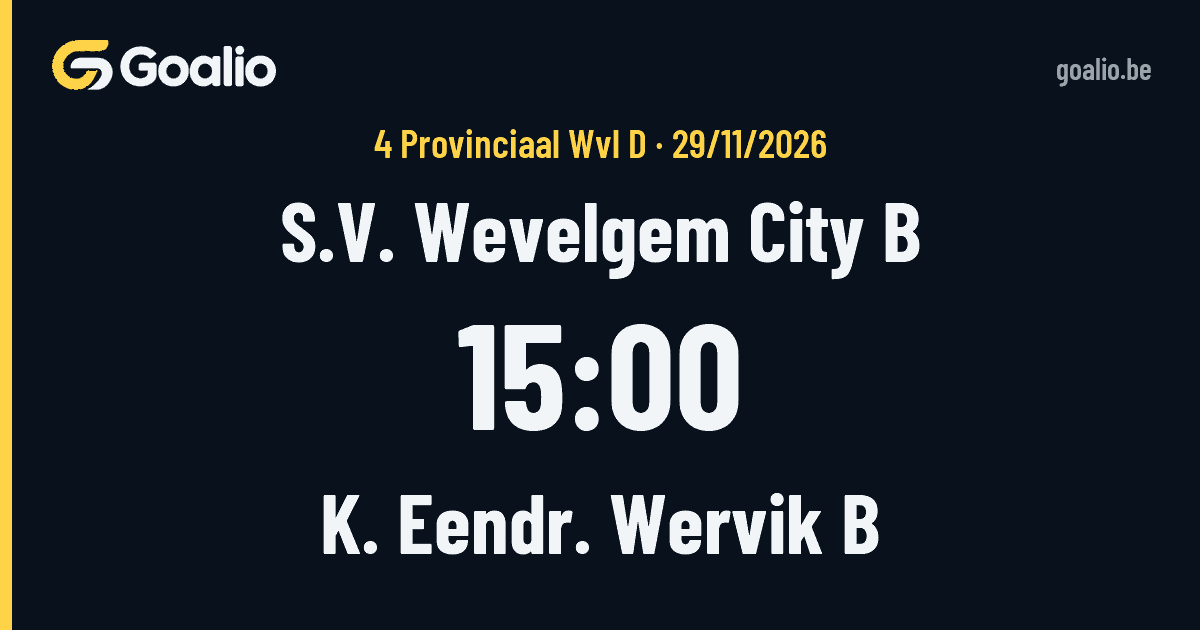 Goalio
goalio.be
4 Provinciaal Wvl D · 29/11/2026
S.V. Wevelgem City B
15:00
K. Eendr. Wervik B